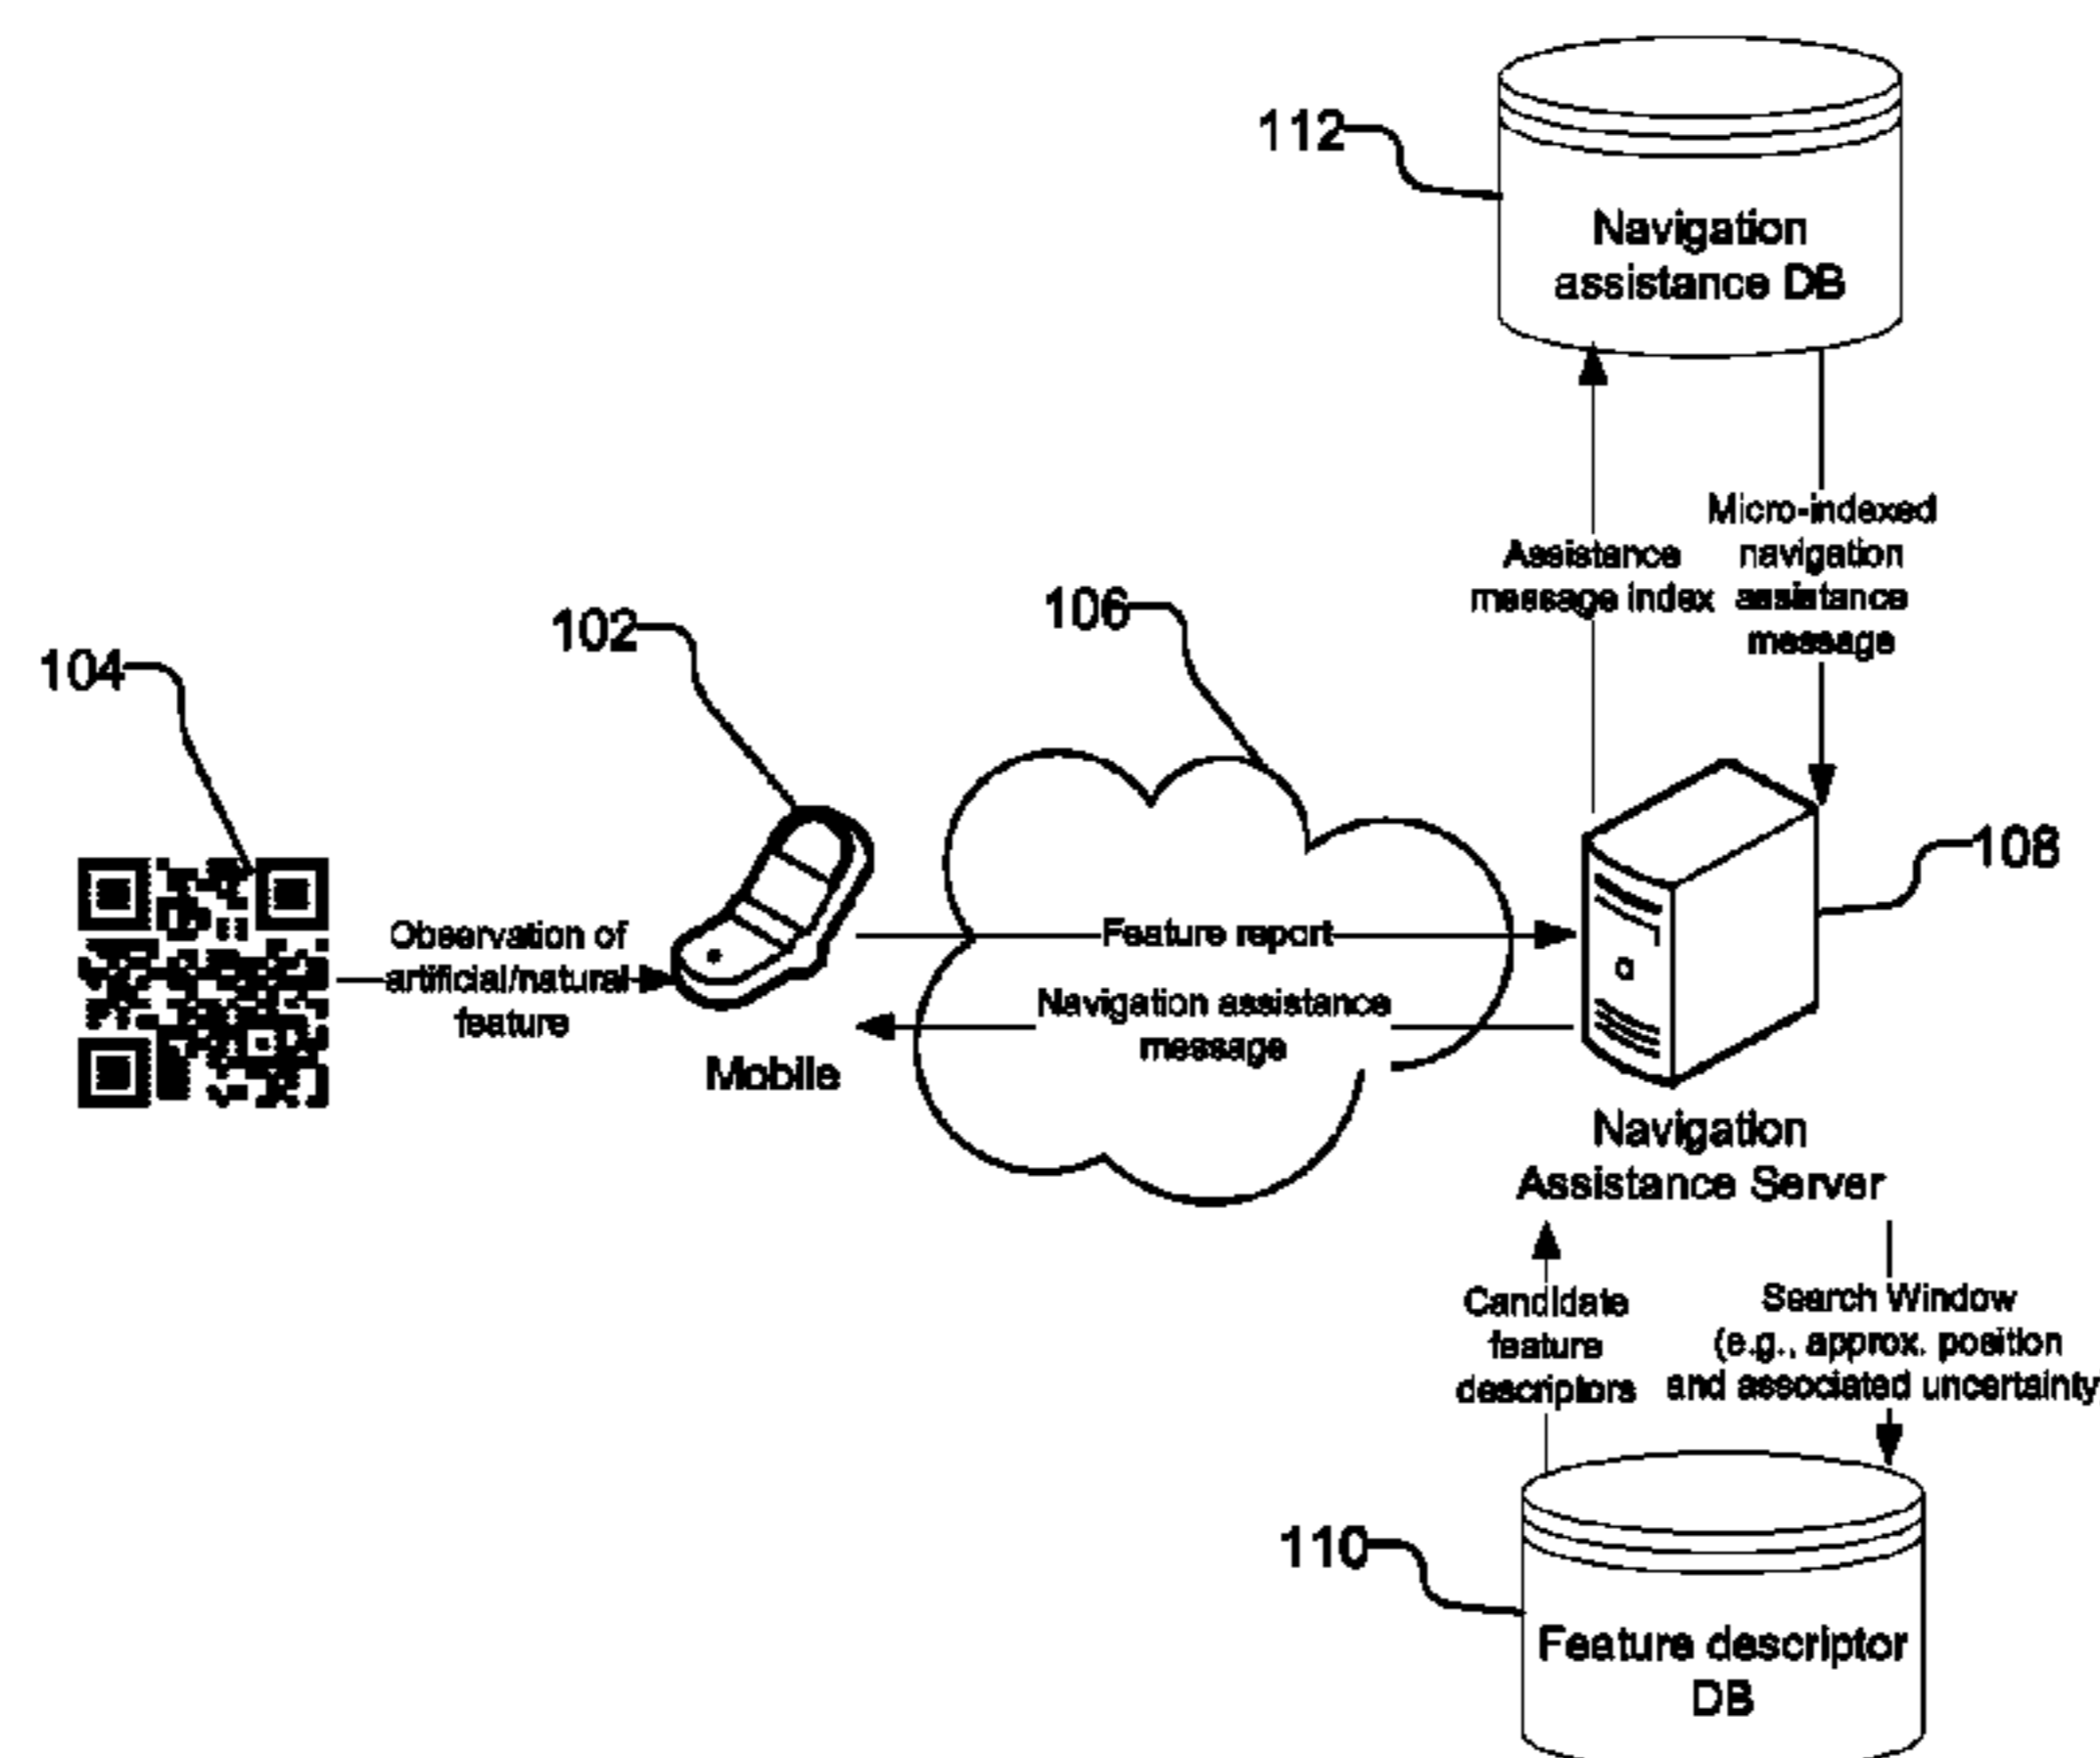 112
Navigation
assistance DB
Assistance
message index
Micro-indexed
navigation
assistance
message
106
102
104
108
Observation of
artificial/natural
feature
Mobile
Feature report
Navigation assistance
message
Navigation
Assistance Server
Candidate
feature
descriptors
Search Window
(e.g., approx. position
and associated uncertainty
110
Feature descriptor
DB